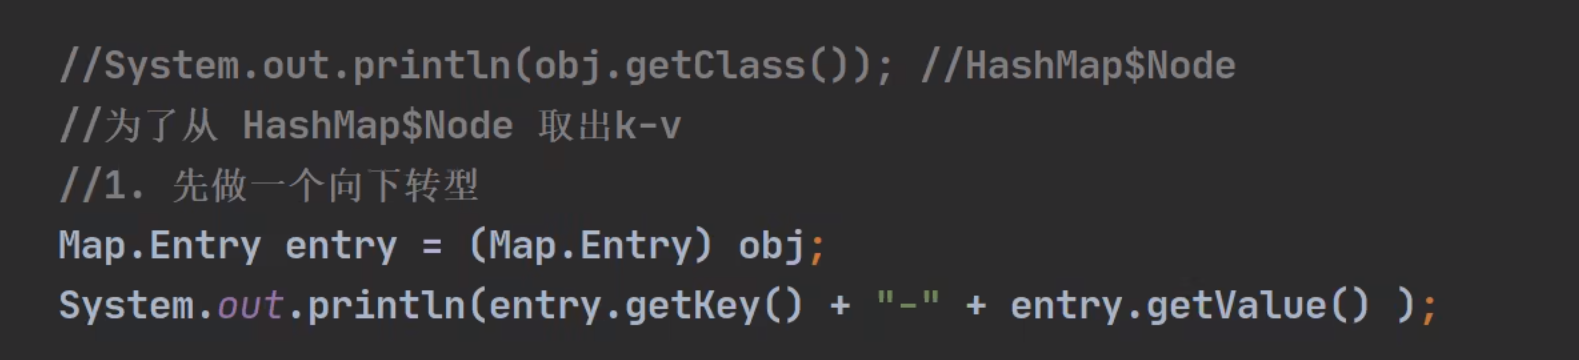 //System.out.println(obj.getClass()); //HashMap$Node
//为了从 HashMap$Node 取出k-v
//1. 先做一个向下转型
Map.Entry entry = (Map.Entry) obj;
System.out.println(entry.getKey() + "-" + entry.getValue() );